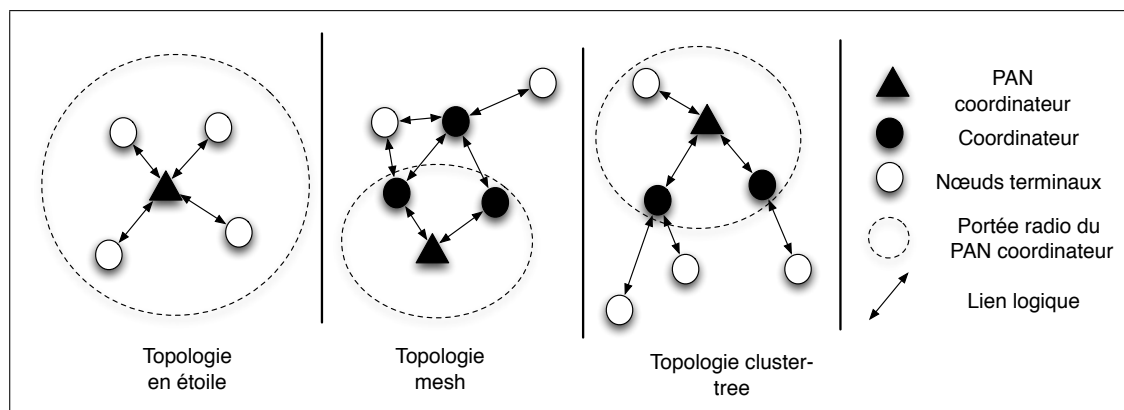 Topologie
en étoile
Topologie
mesh
Topologie cluster-
tree
PAN
coordinateur
Coordinateur
Nœuds terminaux
Portée radio du
PAN coordinateur
Lien logique